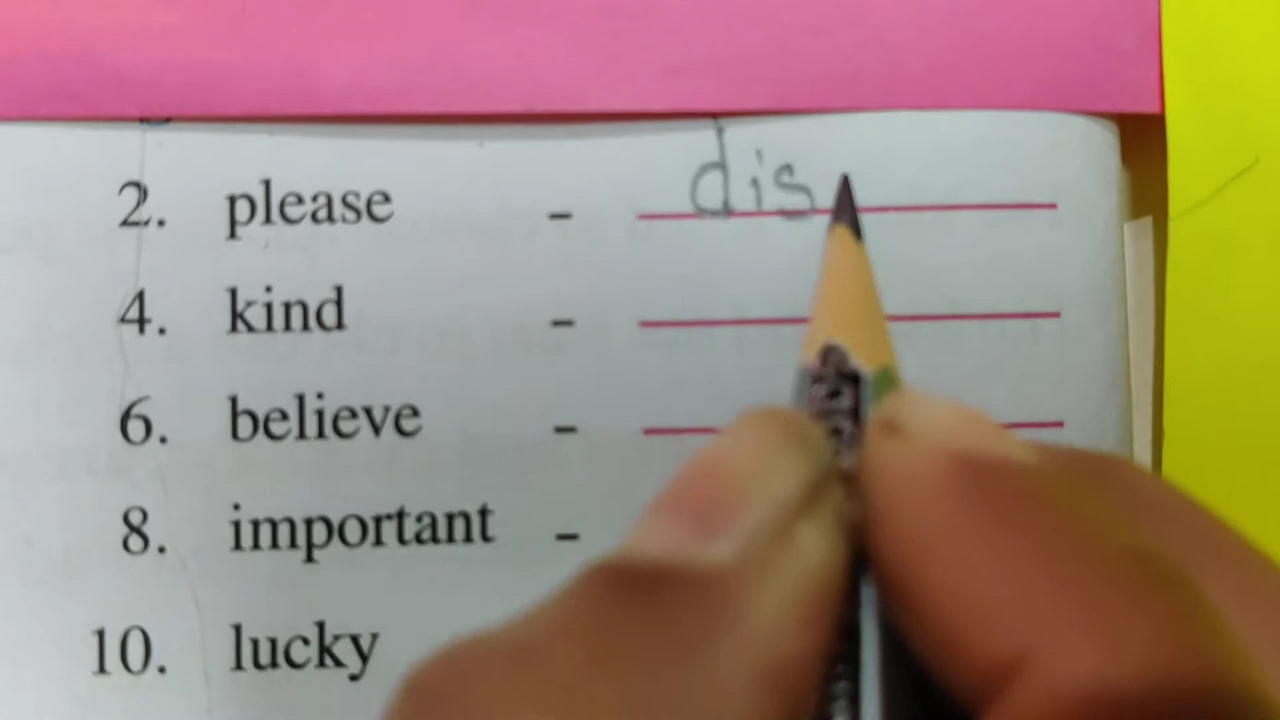 2. please - dis
4. kind -
6. believe -
8. important -
10. lucky